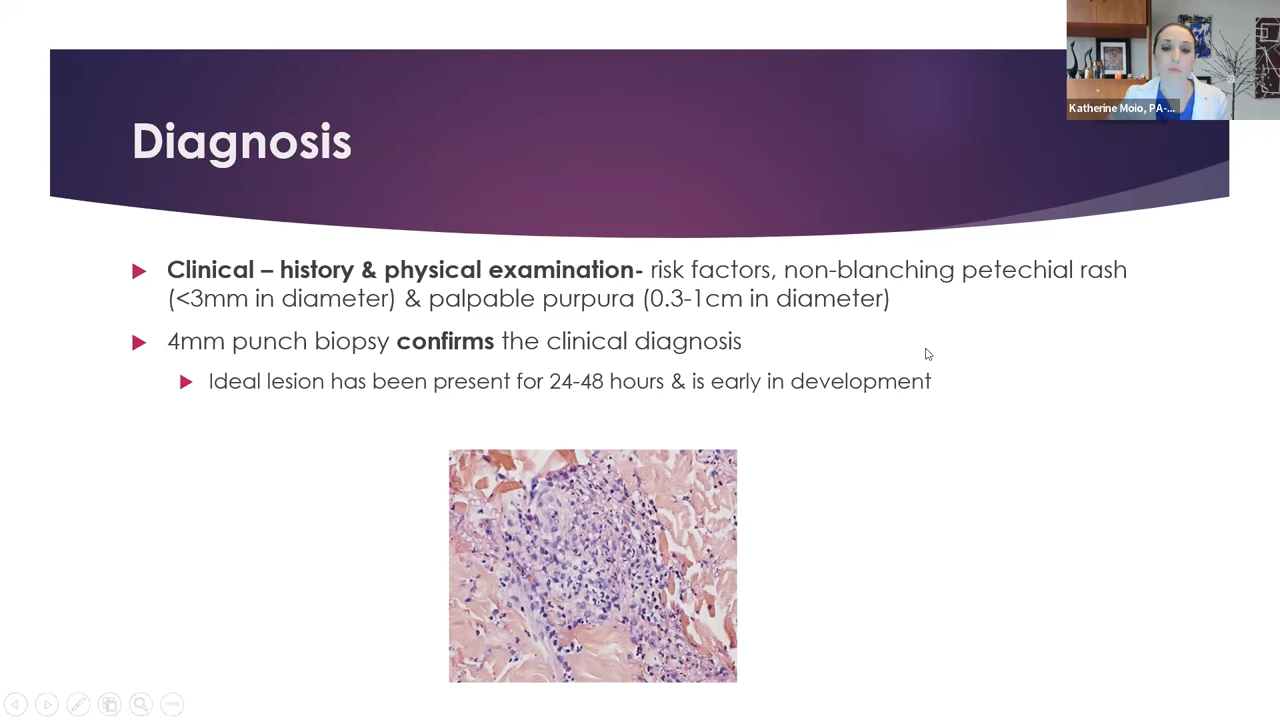 Katherine Moio, PA-...
Diagnosis
Clinical – history & physical examination- risk factors, non-blanching petechial rash
(<3mm in diameter) & palpable purpura (0.3-1cm in diameter)
4mm punch biopsy confirms the clinical diagnosis
Ideal lesion has been present for 24-48 hours & is early in development